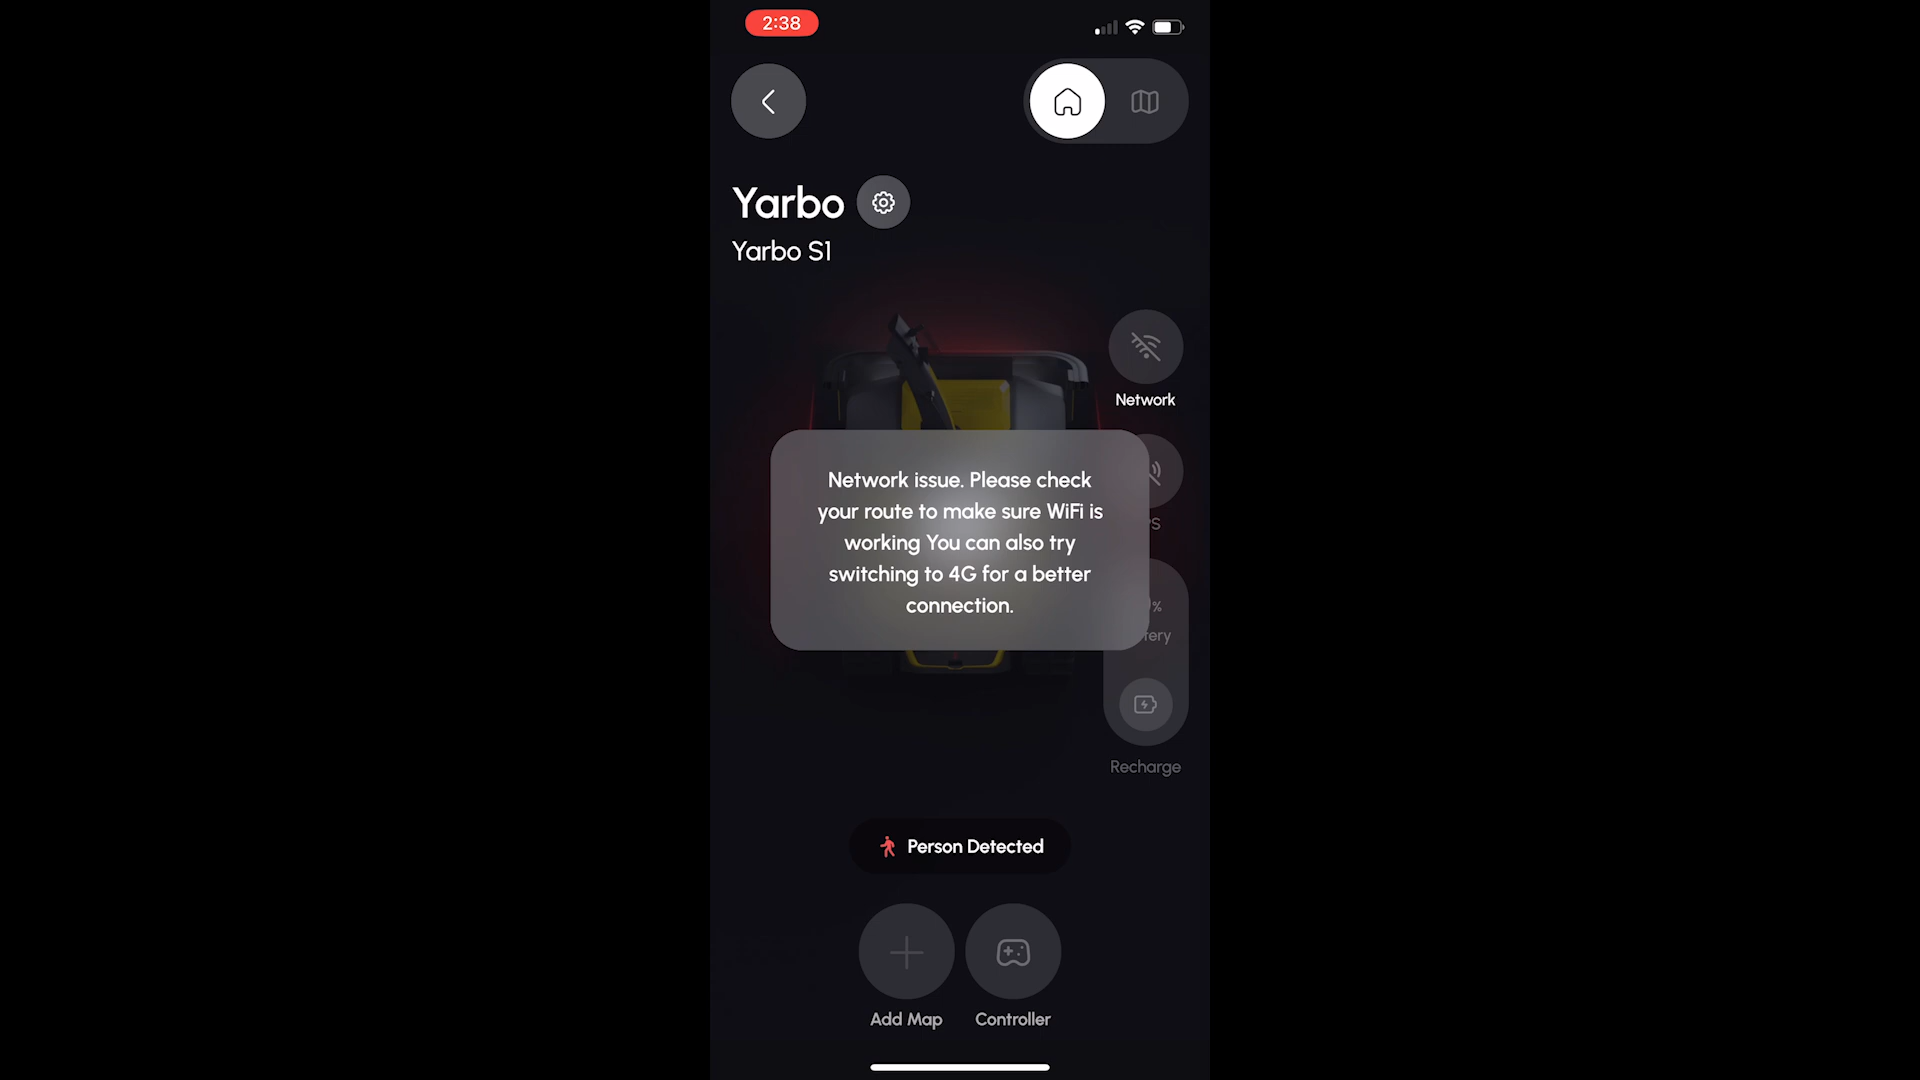 2:38
Yarbo
Yarbo S1
Network
Network issue. Please check
your route to make sure WiFi is
working You can also try
switching to 4G for a better
connection.
Recharge
Person Detected
Add Map
Controller